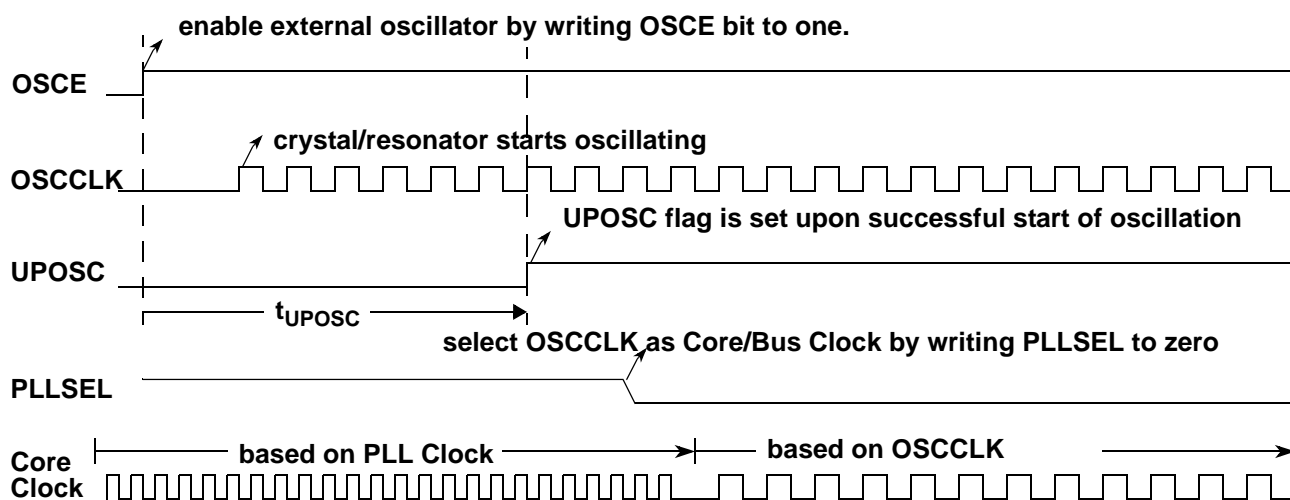 enable external oscillator by writing OSCE bit to one.
OSCE
crystal/resonator starts oscillating
OSCCLK
UPOSC flag is set upon successful start of oscillation
UPOSC
tUPOSC
select OSCCLK as Core/Bus Clock by writing PLLSEL to zero
PLLSEL
based on PLL Clock
based on OSCCLK
Core
Clock